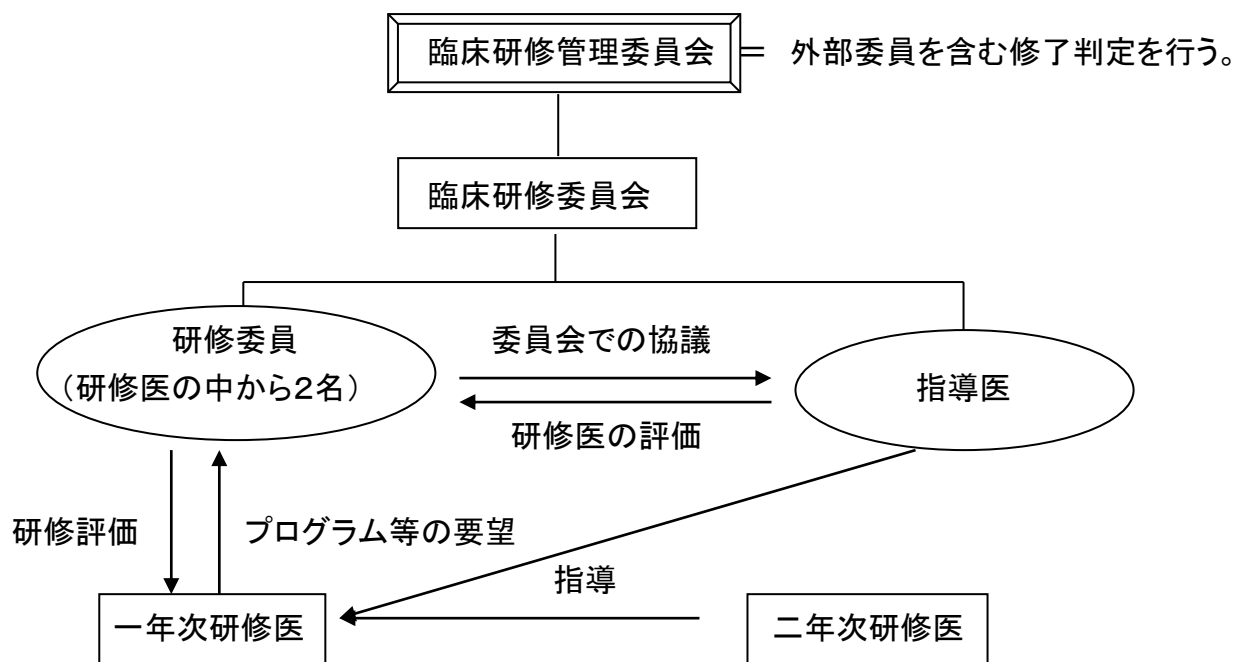 臨床研修管理委員会 = 外部委員を含む修了判定を行う。
臨床研修委員会
研修委員
(研修医の中から2名)
委員会での協議
指導医
研修医の評価
研修評価
プログラム等の要望
指導
一年次研修医
二年次研修医